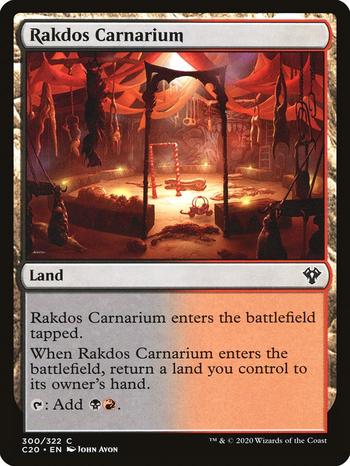 Rakdos Carnarium
Land
Rakdos Carnarium enters the battlefield
tapped.
When Rakdos Carnarium enters the
battlefield, return a land you control to
its owner's hand.
: Add .
300/322 C
C20 • EN John Avon
™ & © 2020 Wizards of the Coast